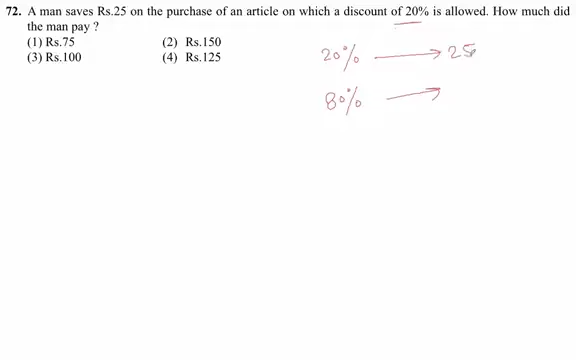 72. A man saves Rs.25 on the purchase of an article on which a discount of 20% is allowed. How much did
the man pay ?
(1) Rs.75 (2) Rs.150
(3) Rs.100 (4) Rs.125
20% → 25
80% →